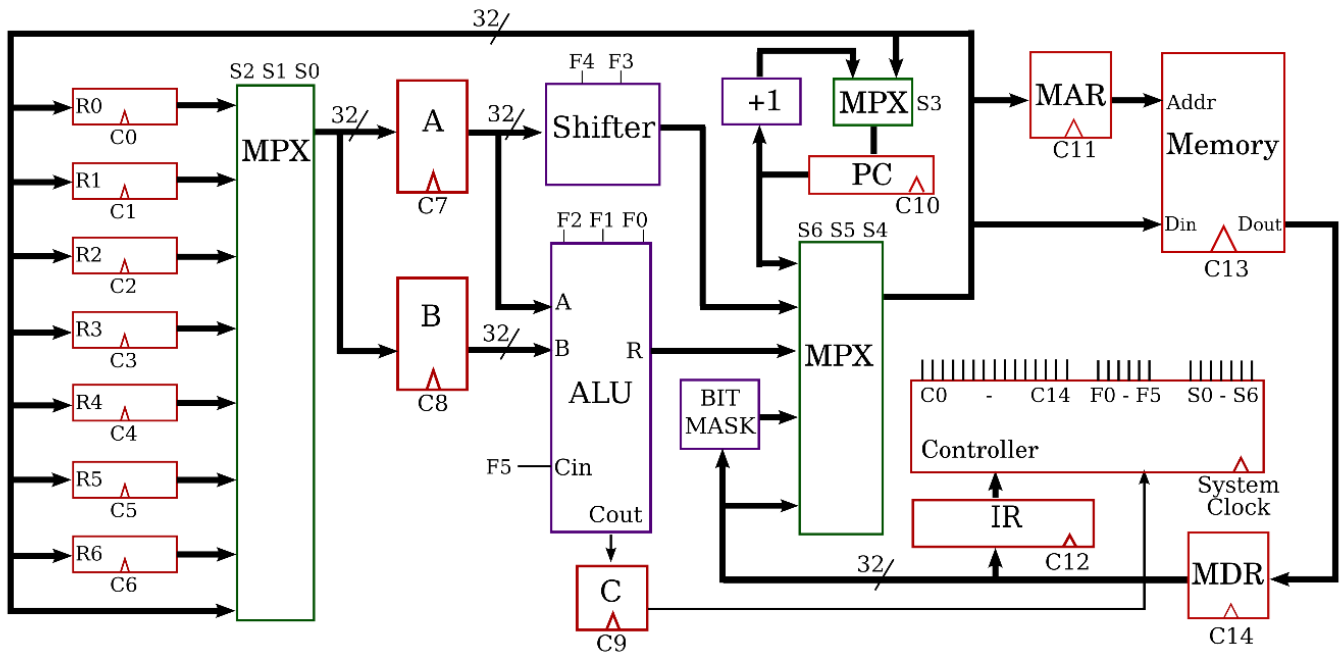 32
S2 S1 S0
F4 F3
+1
MPX
S3
MAR
C11
Addr
Memory
Din
Dout
C13
R0
C0
MPX
32
A
C7
32
Shifter
PC
C10
R1
C1
F2 F1 F0
S6 S5 S4
R2
C2
B
C8
32
A
B
R
ALU
MPX
R3
C3
R4
C4
BIT
MASK
C0 - C14 F0 - F5 S0 - S6
Controller
System
Clock
F5
Cin
Cout
R5
C5
IR
C12
R6
C6
C
C9
32
MDR
C14